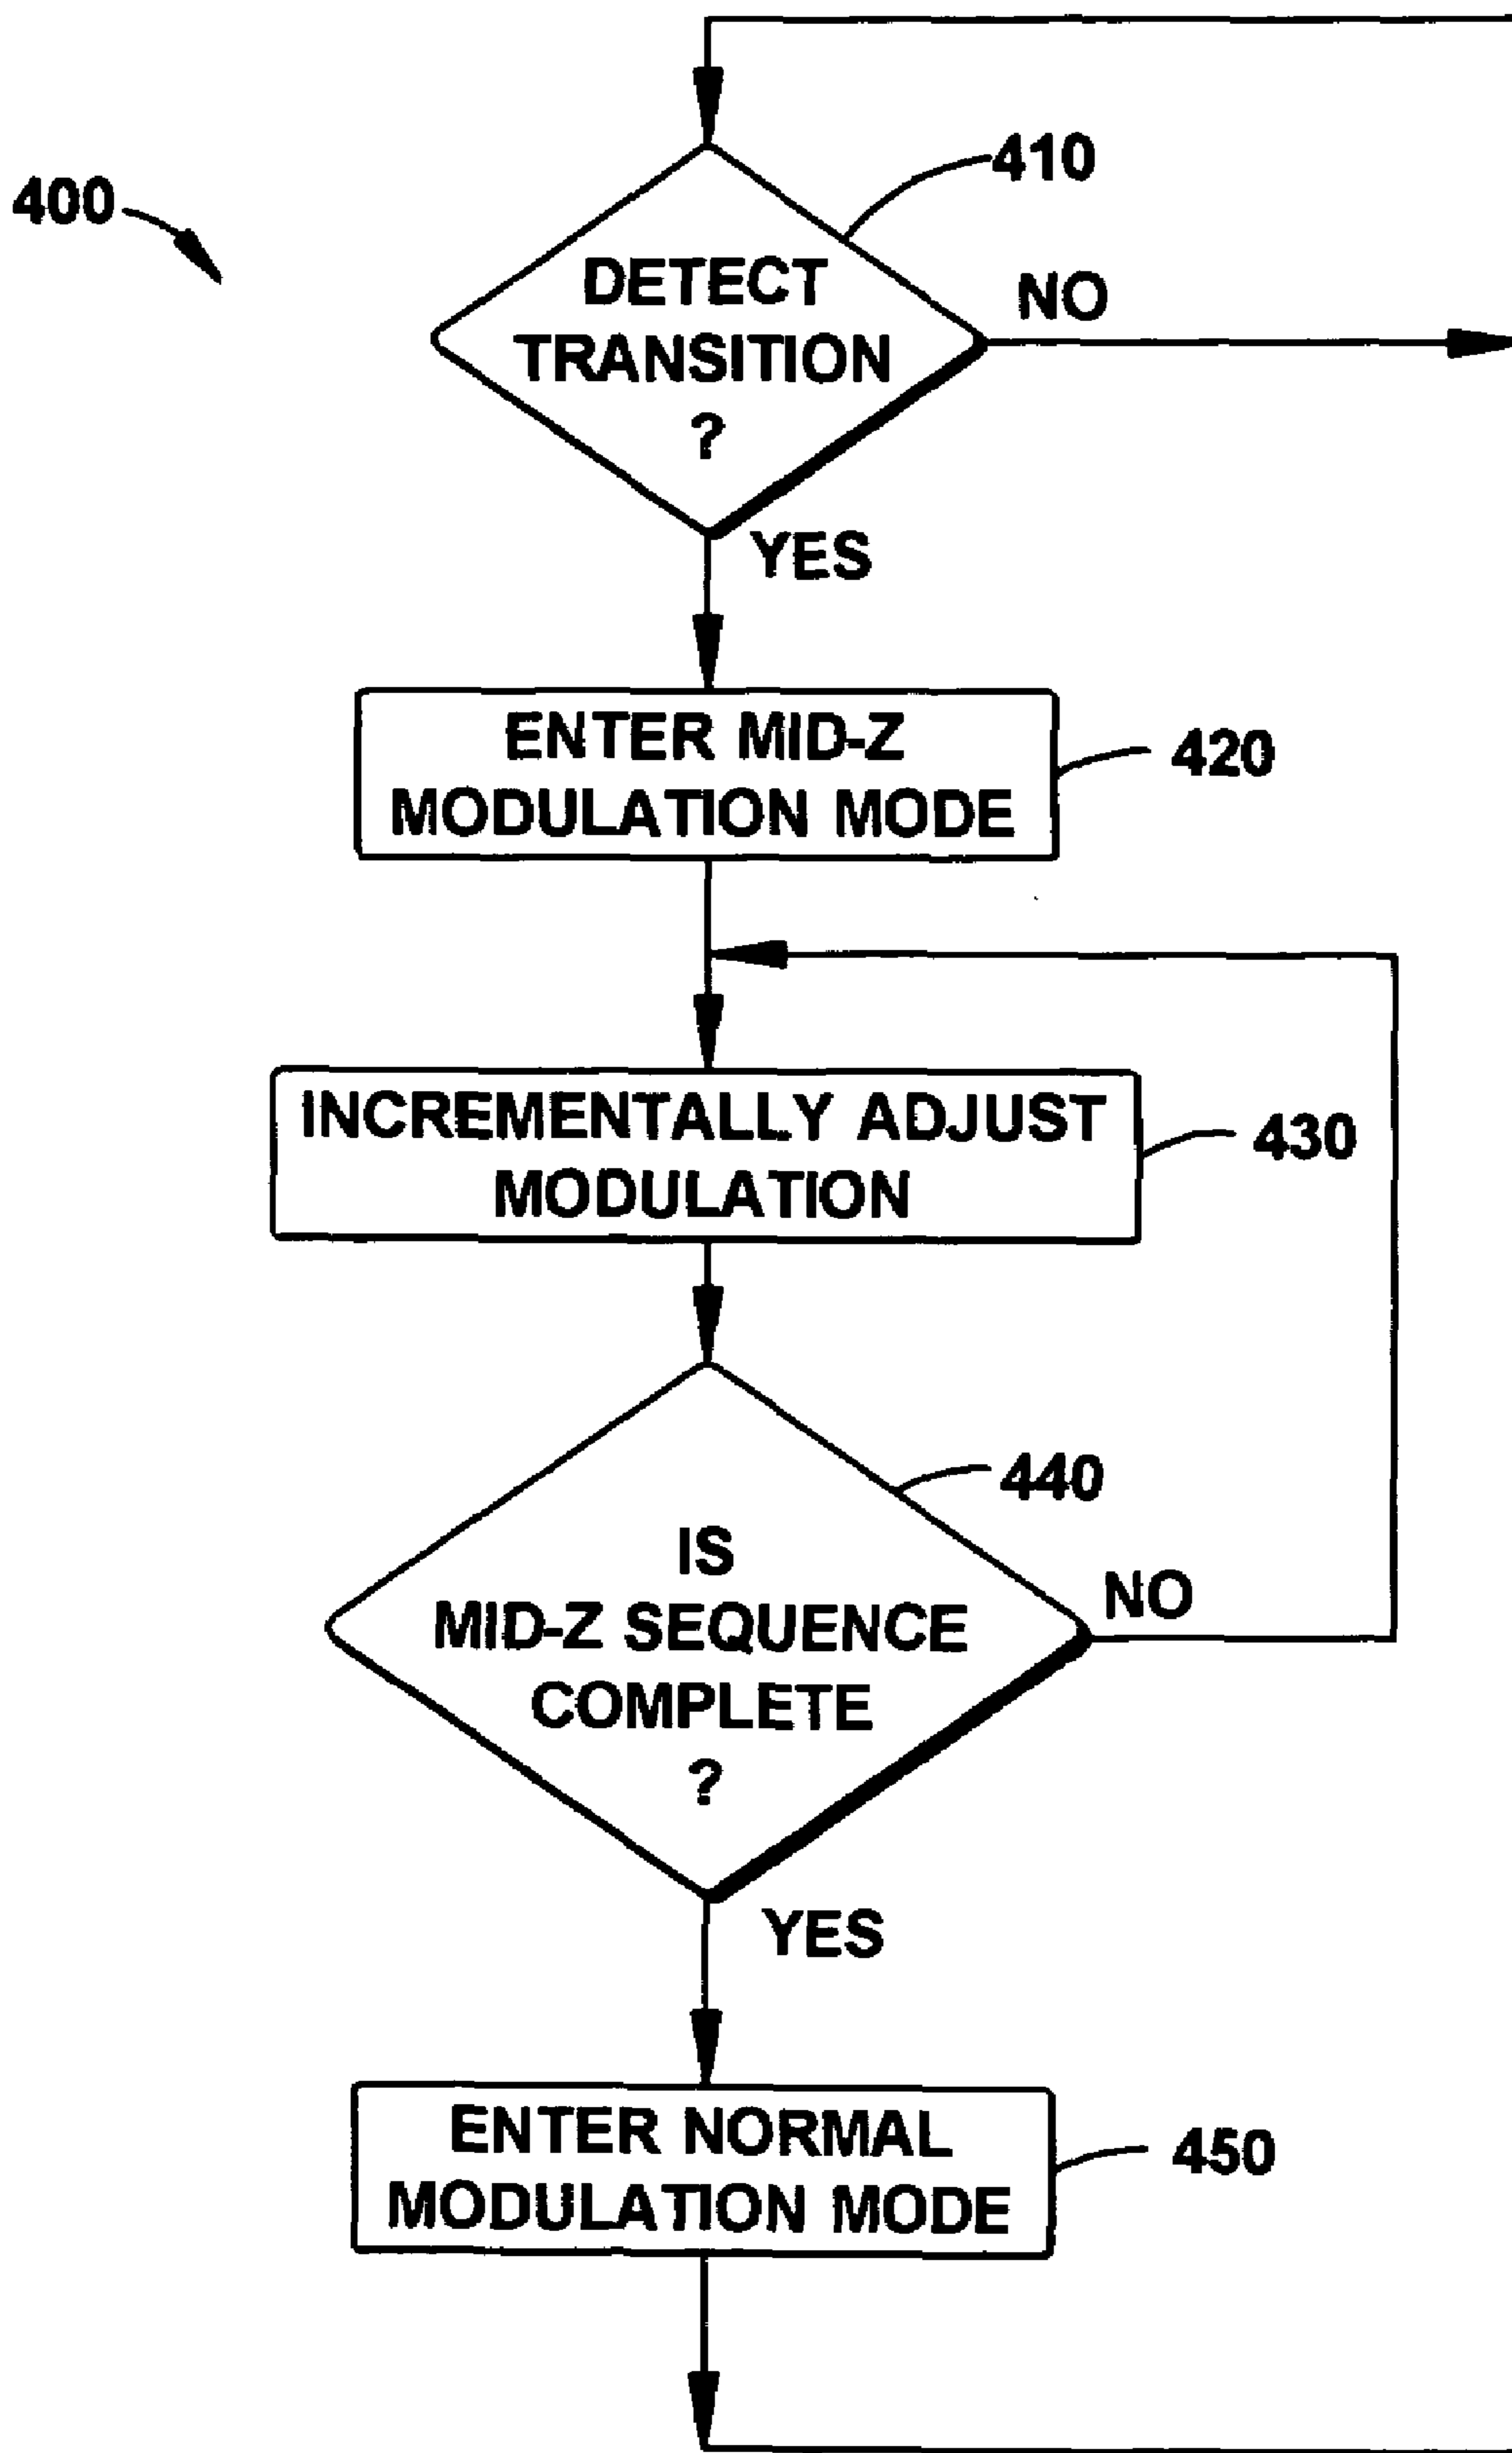 400
410
DETECT
TRANSITION
?
NO
YES
ENTER MID-Z
MODULATION MODE
420
INCREMENTALLY ADJUST
MODULATION
430
440
IS
MID-Z SEQUENCE
COMPLETE
?
NO
YES
ENTER NORMAL
MODULATION MODE
450